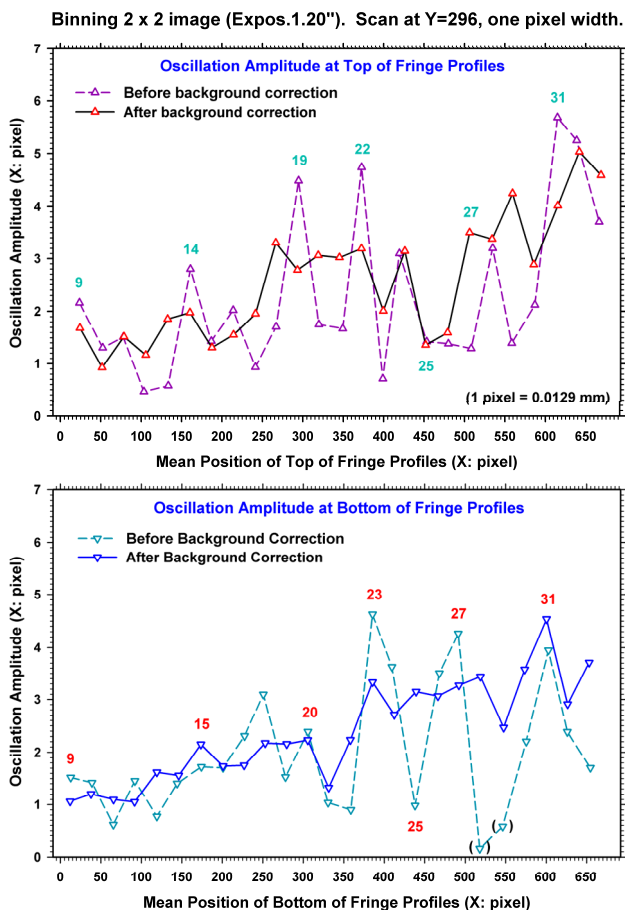 Binning 2 x 2 image (Expos.1.20"). Scan at Y=296, one pixel width.
7
6
5
4
3
2
1
0
Oscillation Amplitude (X: pixel)
Oscillation Amplitude at Top of Fringe Profiles
Before background correction
After background correction
9
14
19
22
25
27
31
(1 pixel = 0.0129 mm)
0 50 100 150 200 250 300 350 400 450 500 550 600 650
Mean Position of Top of Fringe Profiles (X: pixel)
7
6
5
4
3
2
1
0
Oscillation Amplitude (X: pixel)
Oscillation Amplitude at Bottom of Fringe Profiles
Before Background Correction
After Background Correction
9
15
20
23
25
27
31
( ) ( )
0 50 100 150 200 250 300 350 400 450 500 550 600 650
Mean Position of Bottom of Fringe Profiles (X: pixel)